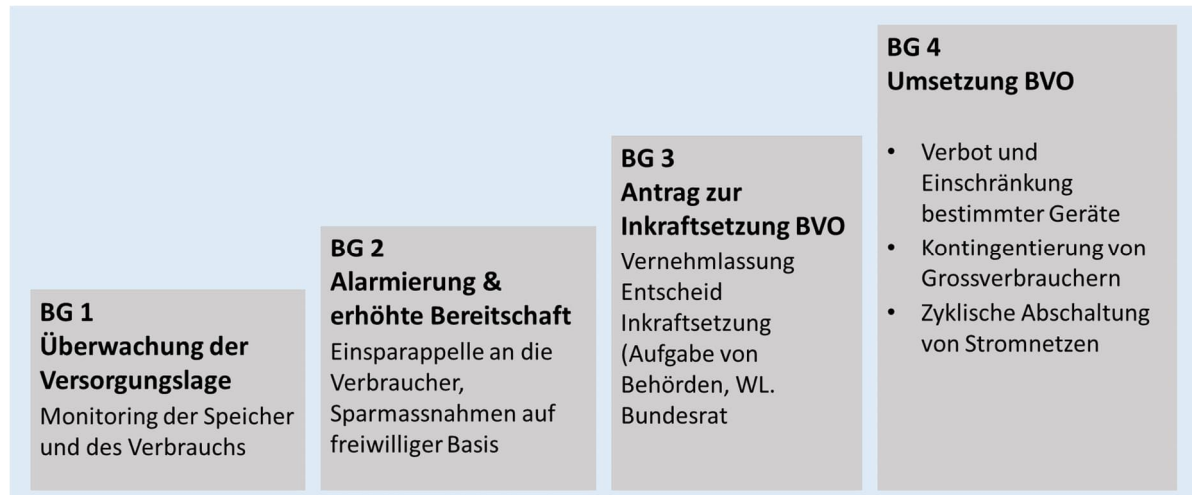 BG 1
Überwachung der
Versorgungslage
Monitoring der Speicher
und des Verbrauchs
BG 2
Alarmierung &
erhöhte Bereitschaft
Einsparappelle an die
Verbraucher,
Sparmassnahmen auf
freiwilliger Basis
BG 3
Antrag zur
Inkraftsetzung BVO
Vernehmlassung
Entscheid
Inkraftsetzung
(Aufgabe von
Behörden, WL.
Bundesrat
BG 4
Umsetzung BVO
• Verbot und
Einschränkung
bestimmter Geräte
• Kontingentierung von
Grossverbrauchern
• Zyklische Abschaltung
von Stromnetzen